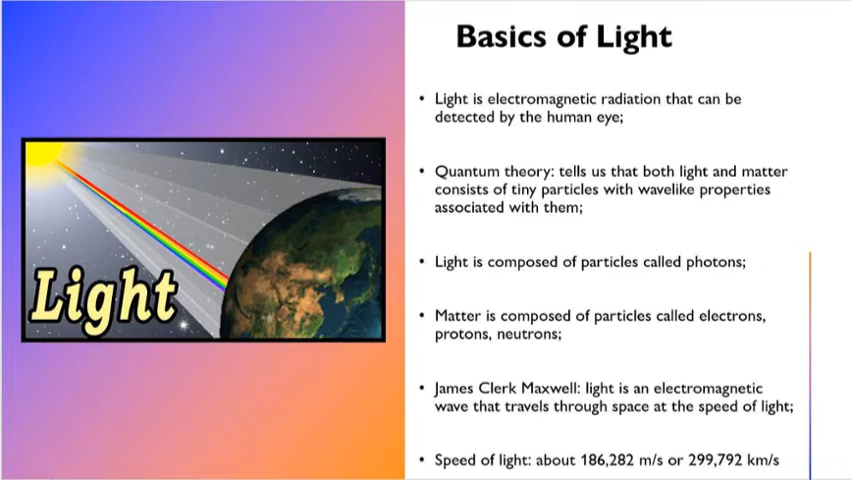 Basics of Light
• Light is electromagnetic radiation that can be
detected by the human eye;
• Quantum theory: tells us that both light and matter
consists of tiny particles with wavelike properties
associated with them;
• Light is composed of particles called photons;
• Matter is composed of particles called electrons,
protons, neutrons;
• James Clerk Maxwell: light is an electromagnetic
wave that travels through space at the speed of light;
• Speed of light: about 186,282 m/s or 299,792 km/s
Light